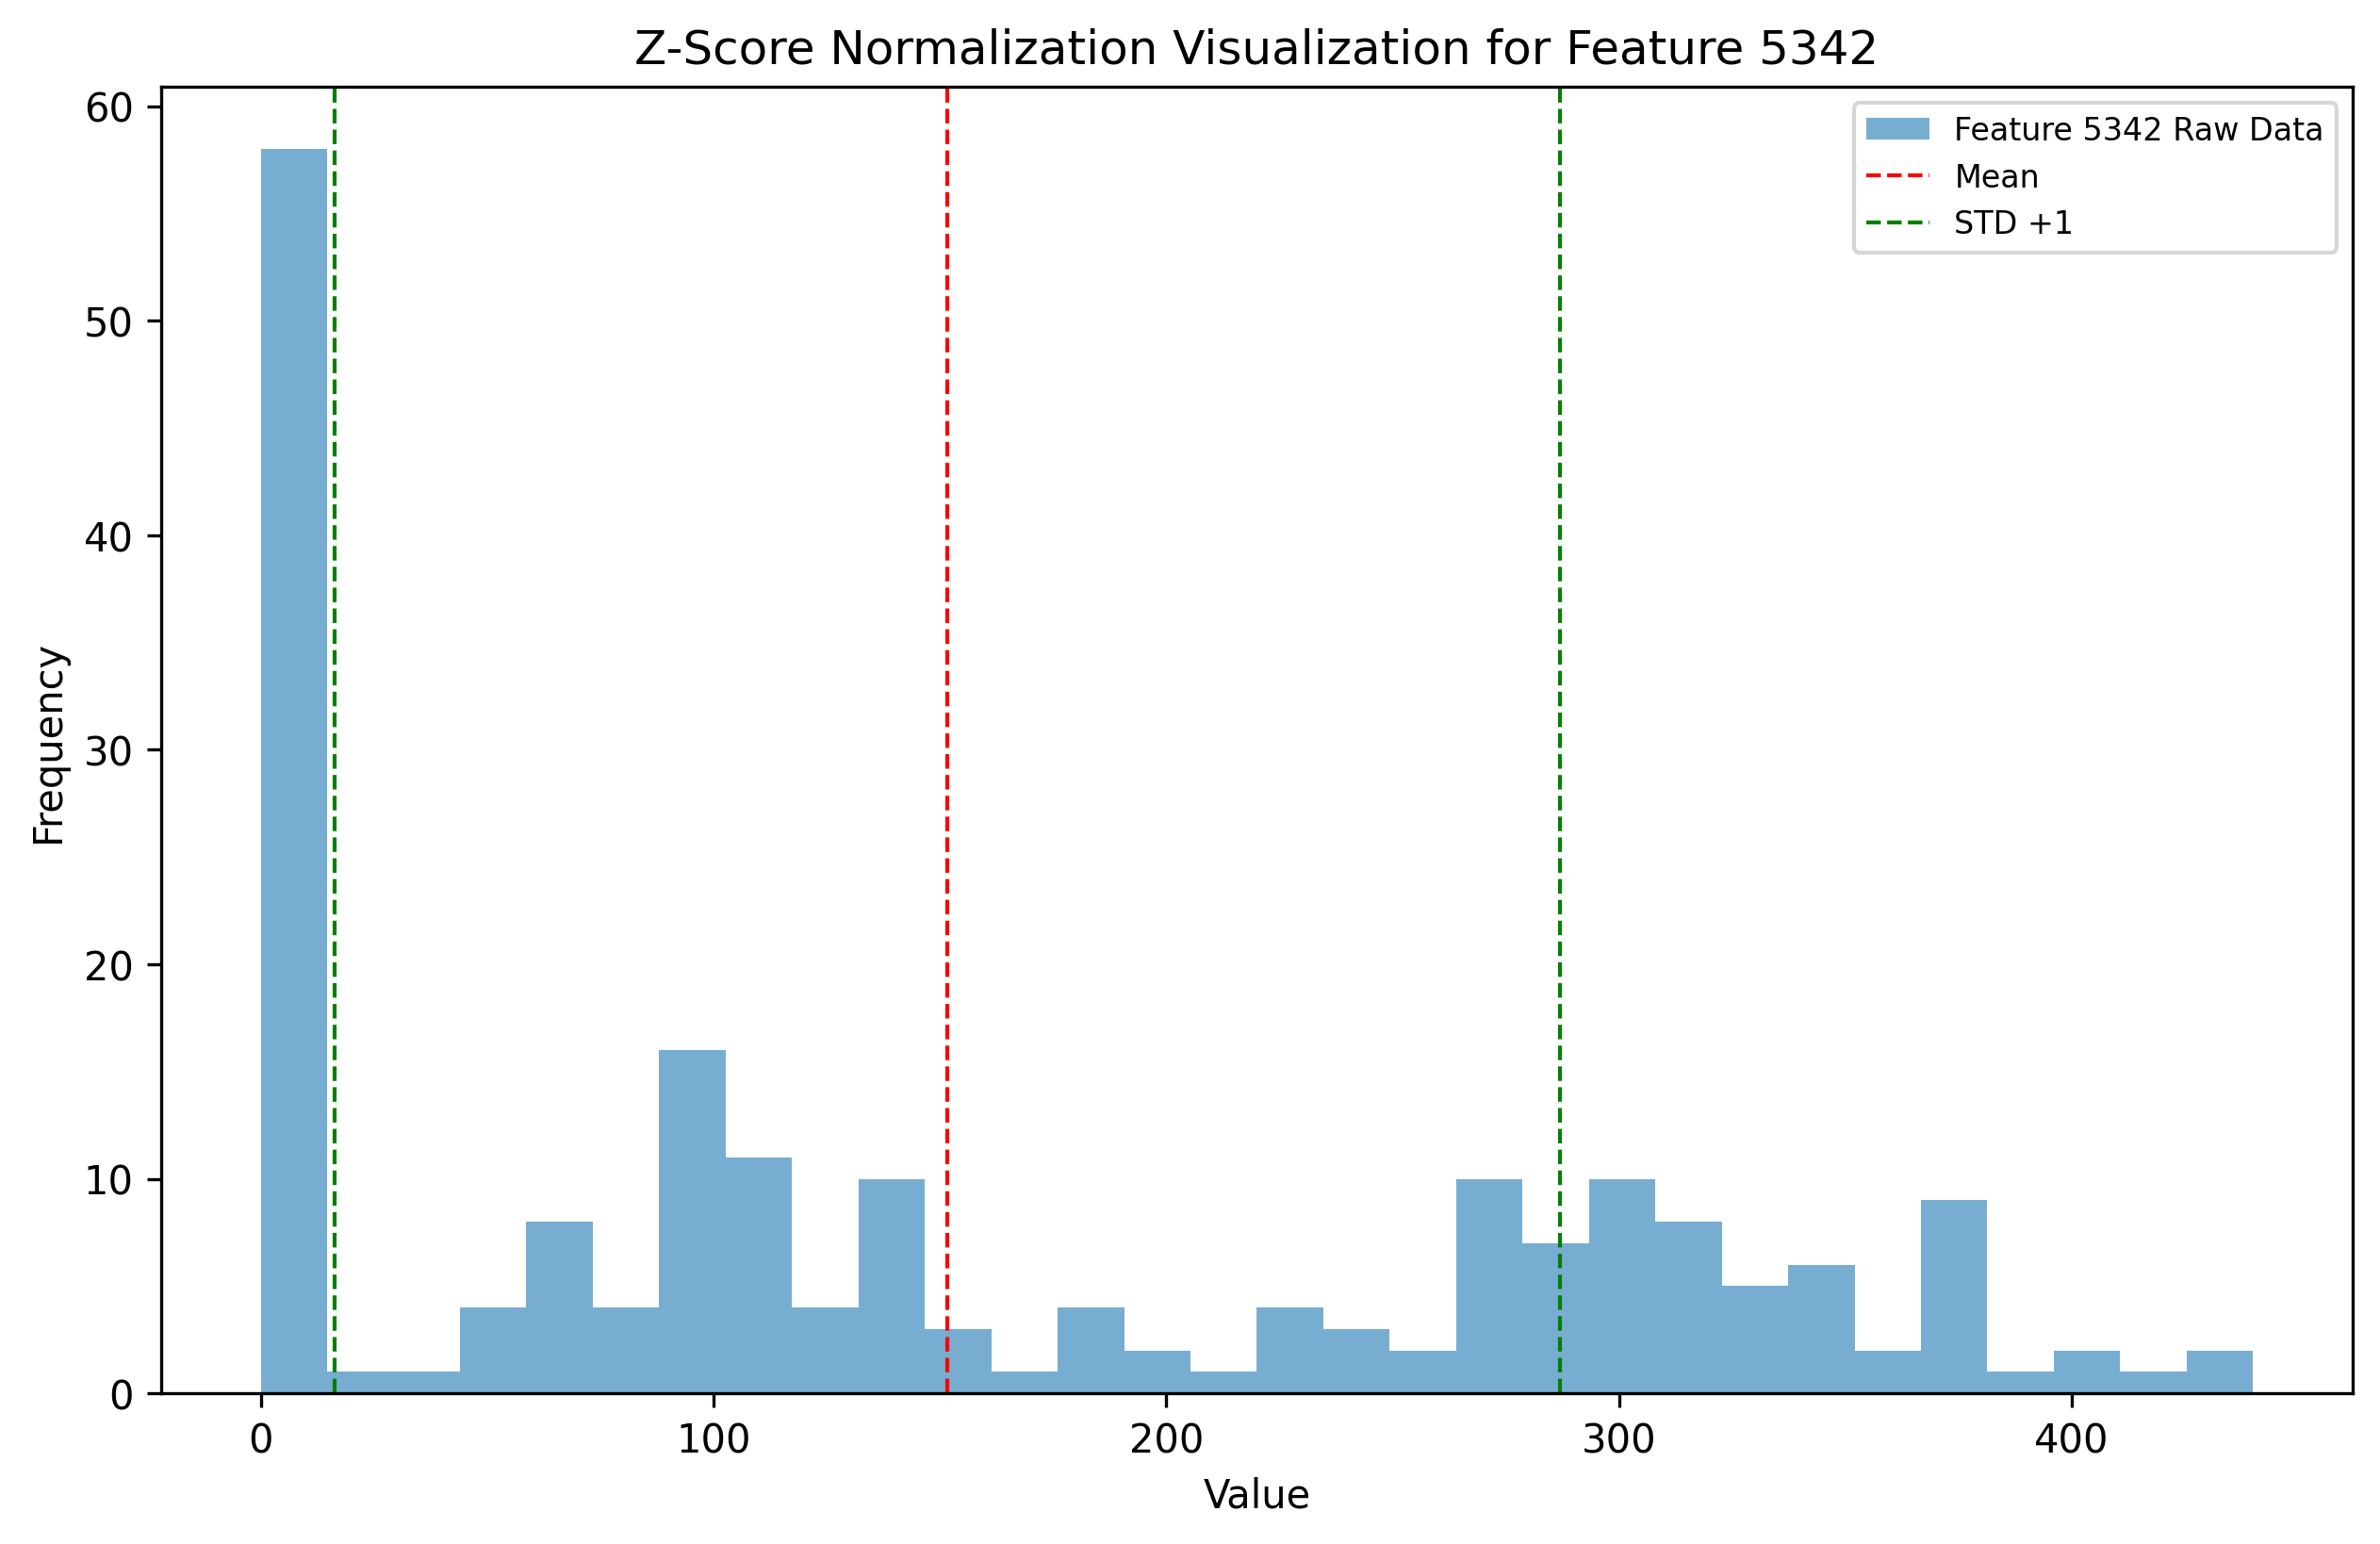 Z-Score Normalization Visualization for Feature 5342
Feature 5342 Raw Data
Mean
STD +1
60
50
40
30
20
10
0
Frequency
0 100 200 300 400
Value